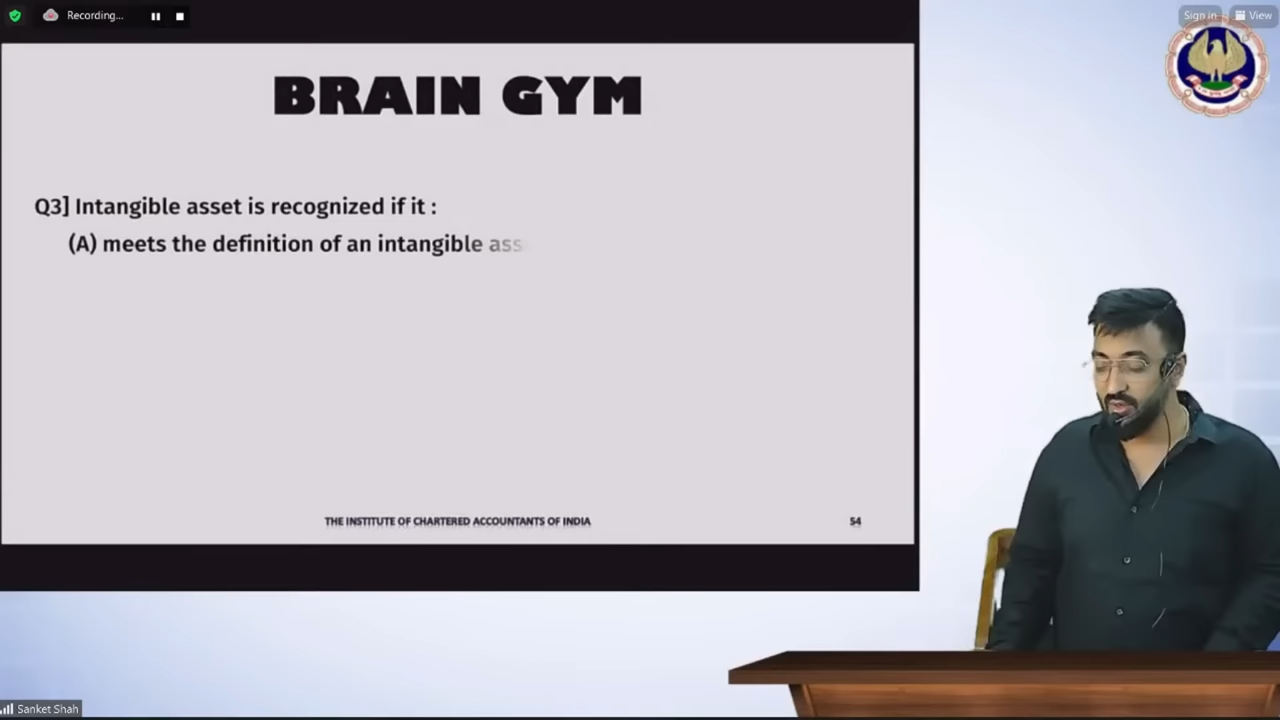 Recording...
Sign in
View
BRAIN GYM
Q3] Intangible asset is recognized if it :
(A) meets the definition of an intangible ass
THE INSTITUTE OF CHARTERED ACCOUNTANTS OF INDIA
54
Sanket Shah